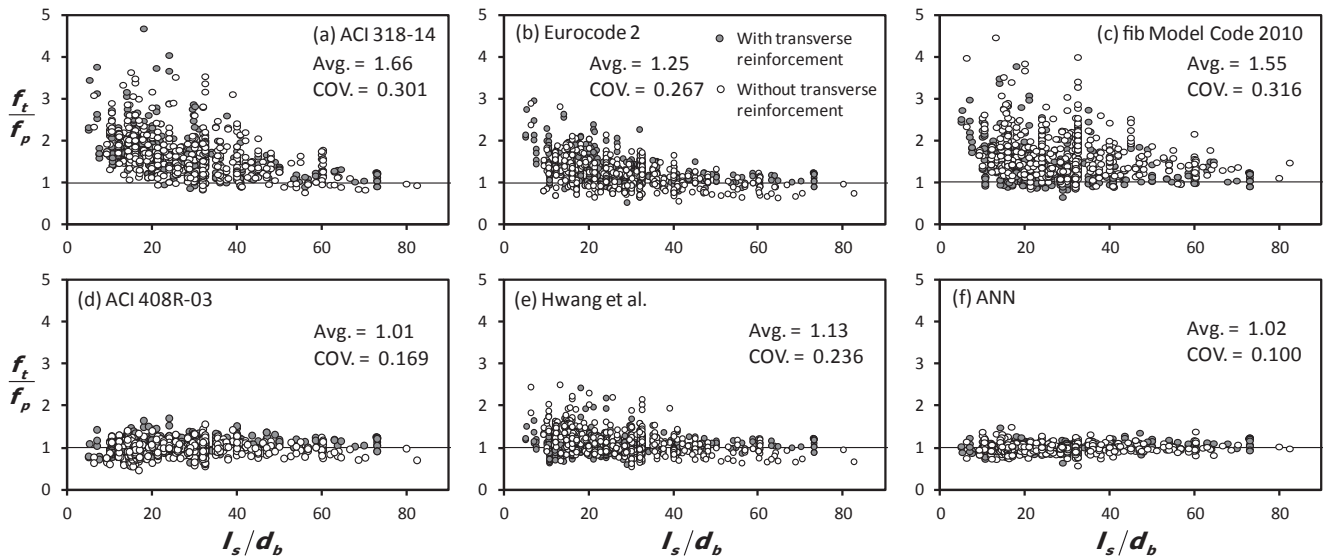 (a) ACI 318-14
Avg. = 1.66
COV. = 0.301
f_t
f_p
5
4
3
2
1
0
0 20 40 60 80
(b) Eurocode 2
Avg. = 1.25
COV. = 0.267
With transverse
reinforcement
Without transverse
reinforcement
5
4
3
2
1
0
0 20 40 60 80
(c) fib Model Code 2010
Avg. = 1.55
COV. = 0.316
5
4
3
2
1
0
0 20 40 60 80
(d) ACI 408R-03
Avg. = 1.01
COV. = 0.169
f_t
f_p
5
4
3
2
1
0
0 20 40 60 80
l_s/d_b
(e) Hwang et al.
Avg. = 1.13
COV. = 0.236
5
4
3
2
1
0
0 20 40 60 80
l_s/d_b
(f) ANN
Avg. = 1.02
COV. = 0.100
5
4
3
2
1
0
0 20 40 60 80
l_s/d_b